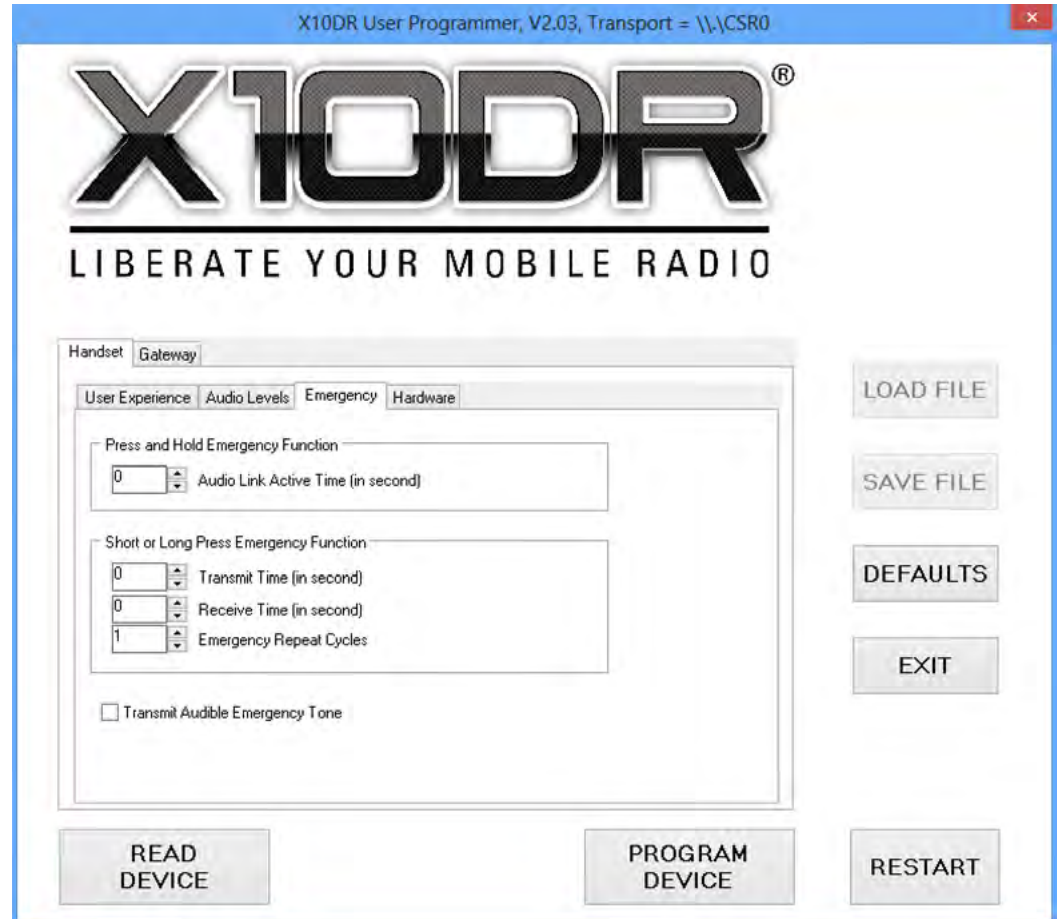 X10DR User Programmer, V2.03, Transport = \\.\CSR0
X10DR®
LIBERATE YOUR MOBILE RADIO
Handset Gateway
User Experience Audio Levels Emergency Hardware
Press and Hold Emergency Function
0 Audio Link Active Time (in second)
Short or Long Press Emergency Function
0 Transmit Time (in second)
0 Receive Time (in second)
1 Emergency Repeat Cycles
Transmit Audible Emergency Tone
LOAD FILE
SAVE FILE
DEFAULTS
EXIT
READ
DEVICE
PROGRAM
DEVICE
RESTART